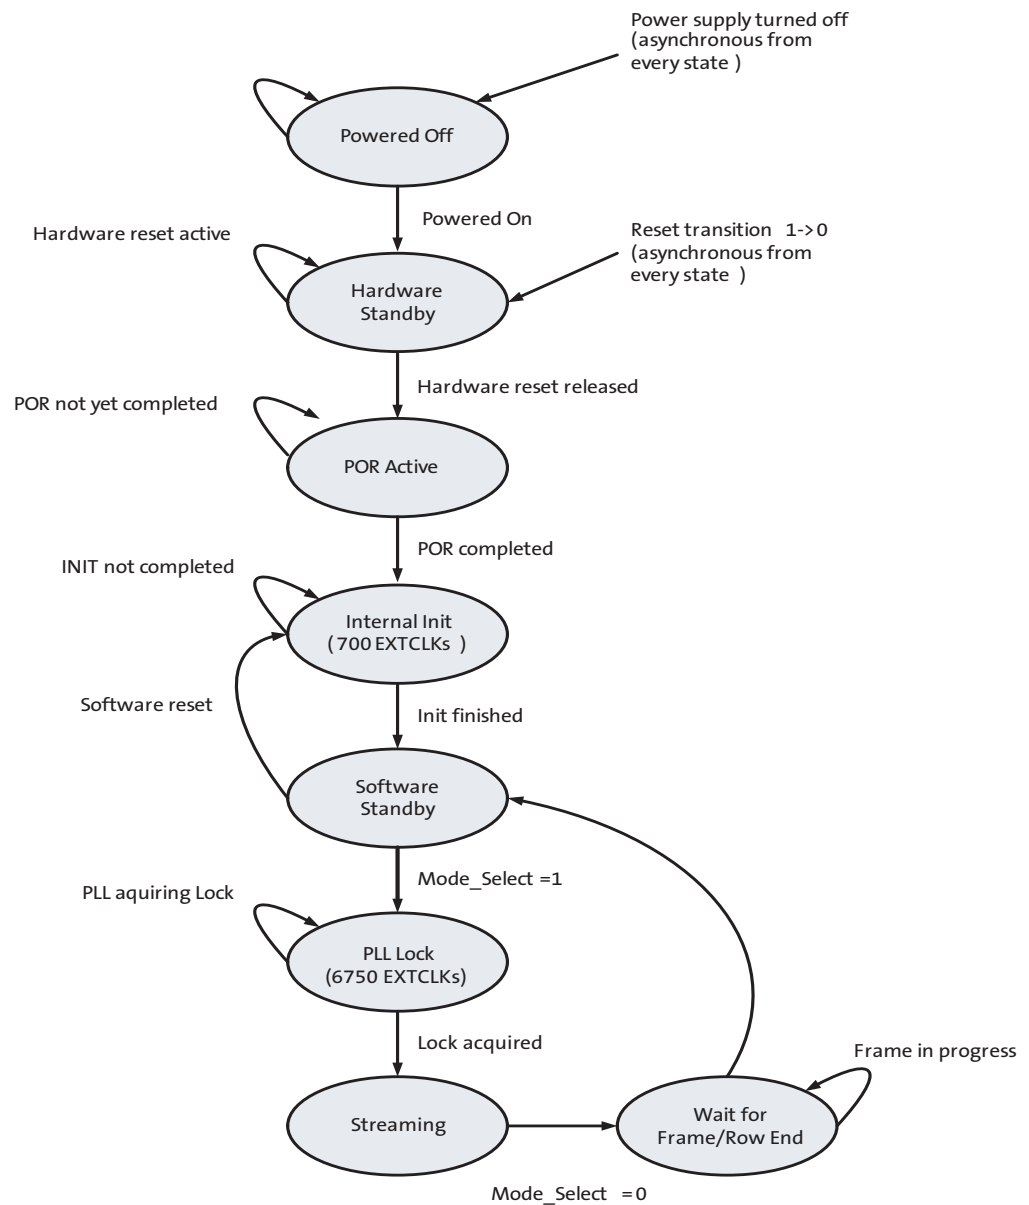 Power supply turned off
(asynchronous from
every state )
Powered Off
Powered On
Hardware reset active
Reset transition 1->0
(asynchronous from
every state )
Hardware
Standby
Hardware reset released
POR not yet completed
POR Active
POR completed
INIT not completed
Internal Init
( 700 EXTCLKs )
Software reset
Init finished
Software
Standby
Mode_Select =1
PLL aquiring Lock
PLL Lock
(6750 EXTCLKs)
Lock acquired
Frame in progress
Streaming
Wait for
Frame/Row End
Mode_Select =0